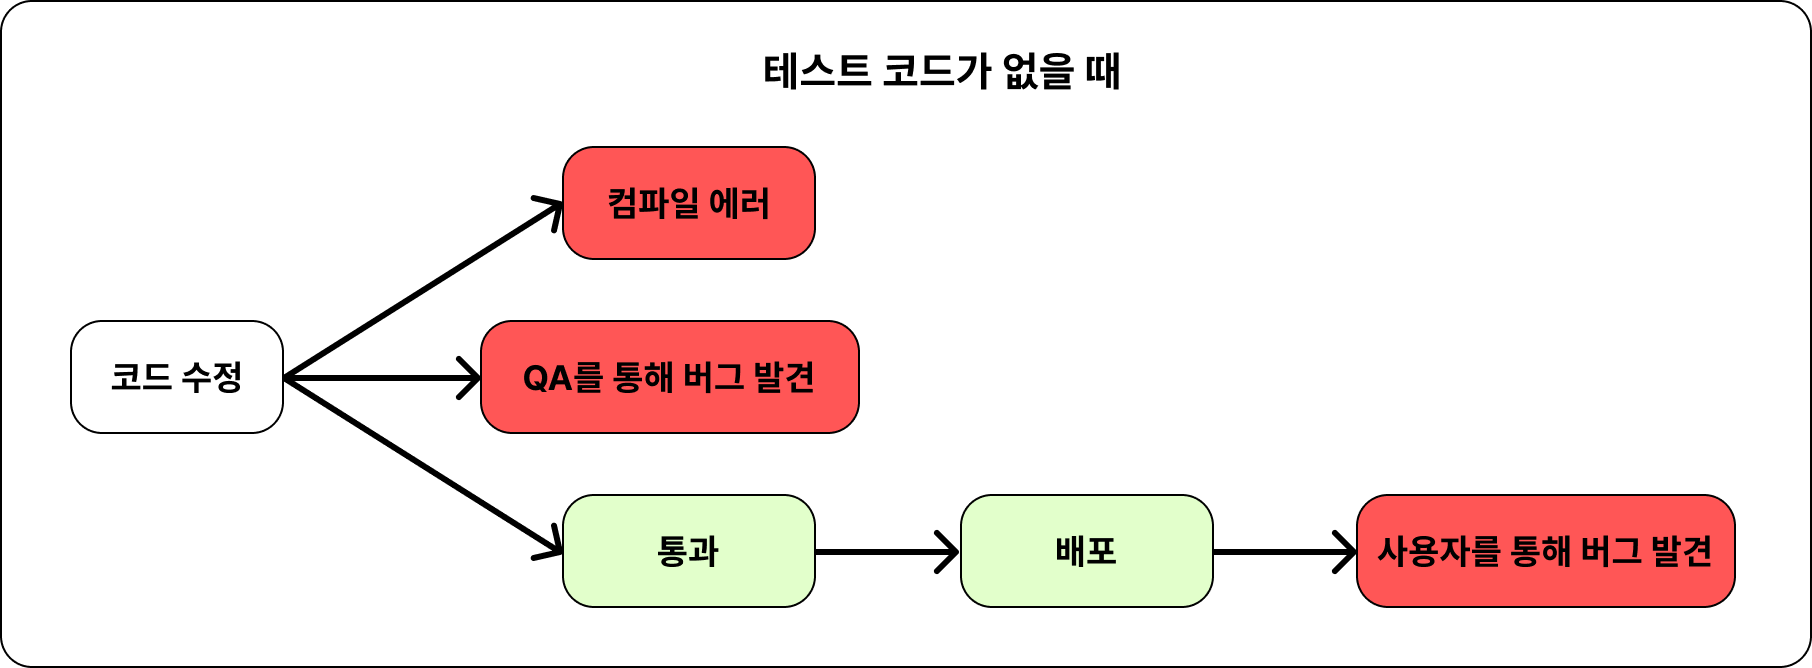 테스트 코드가 없을 때
컴파일 에러
코드 수정
QA를 통해 버그 발견
통과
배포
사용자를 통해 버그 발견